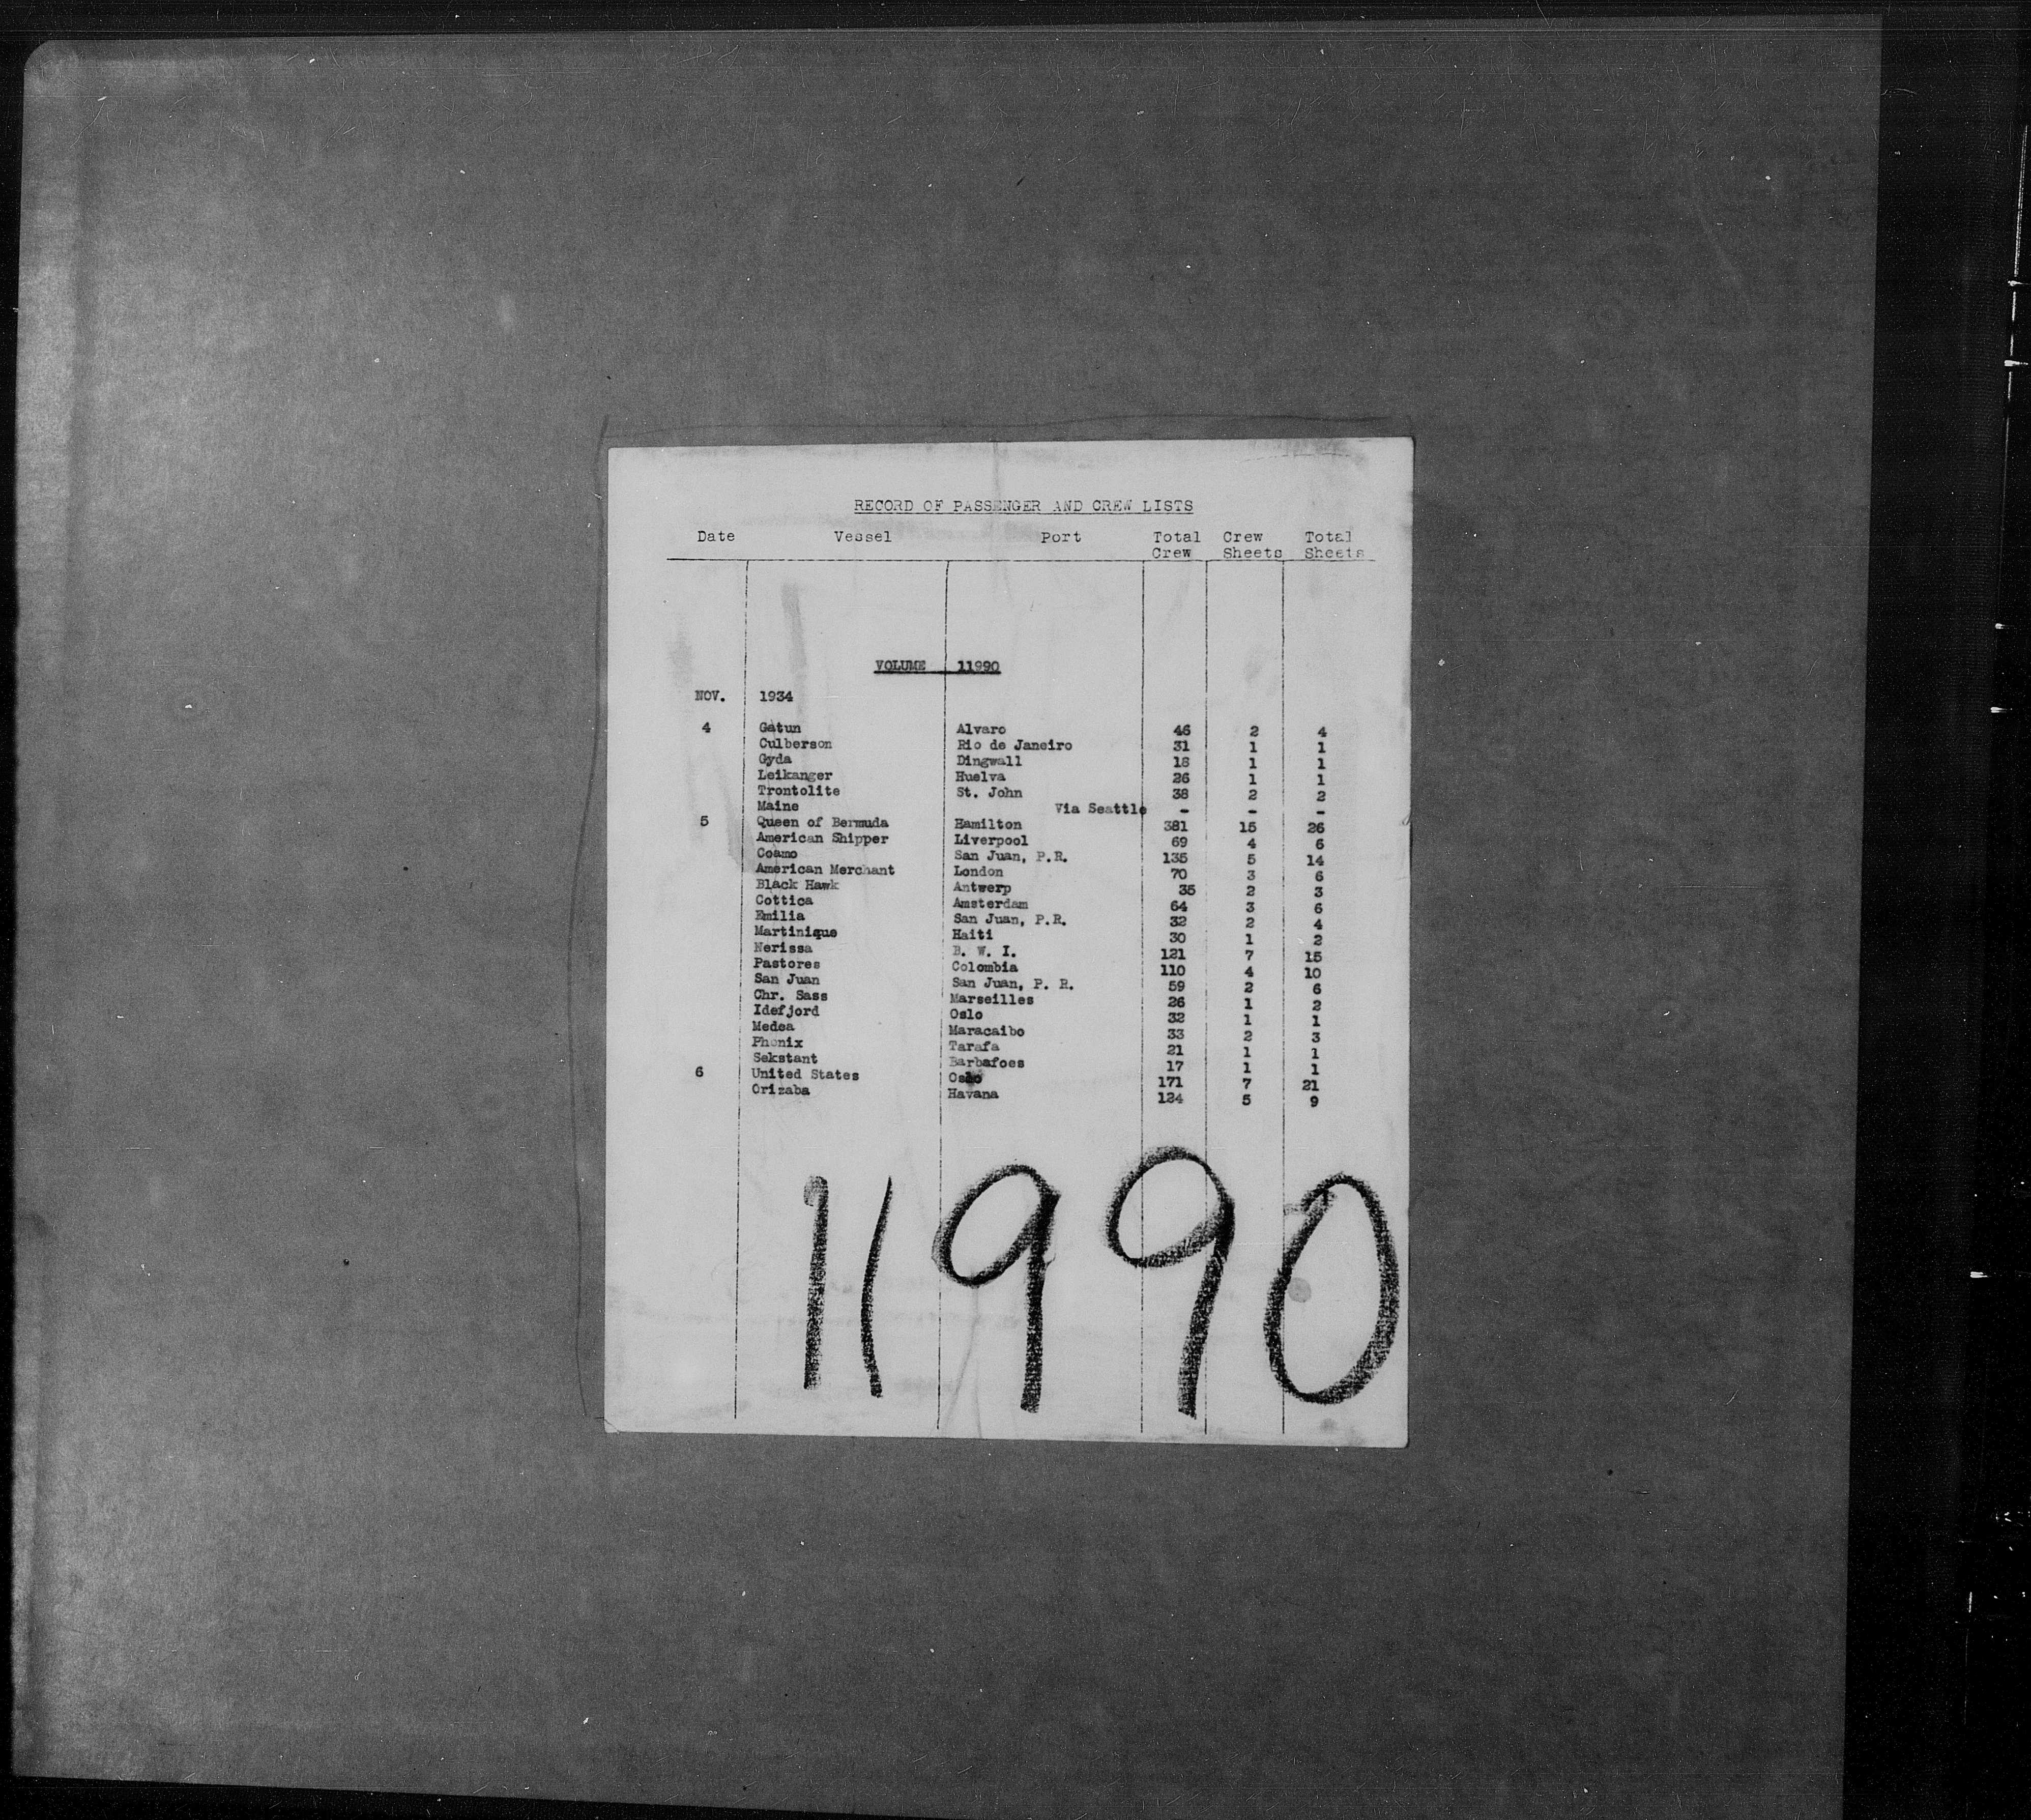 RECORD OF PASSENGER AND CREW LISTS
Date Vessel Port Total Crew Total
Crew Sheets Sheets
VOLUME 11990
NOV. 1934
4 Gatun Alvaro 46 2 4
Culberson Rio de Janeiro 31 1 1
Gyda Dingwall 18 1 1
Leikanger Huelva 26 1 1
Trontolite St. John 38 2 2
Maine Via Seattle - - -
5 Queen of Bermuda Hamilton 381 15 26
American Shipper Liverpool 69 4 6
Coamo San Juan, P.R. 135 5 14
American Merchant London 70 3 6
Black Hawk Antwerp 35 2 3
Cottica Amsterdam 64 3 6
Emilia San Juan, P.R. 32 2 4
Martinique Haiti 30 1 2
Nerissa B. W. I. 121 7 15
Pastores Colombia 110 4 10
San Juan San Juan, P. R. 59 2 6
Chr. Sass Marseilles 26 1 2
Idefjord Oslo 32 1 1
Medea Maracaibo 33 2 3
Phonix Tarafa 21 1 1
Sekstant Barbafoes 17 1 1
6 United States Oslo 171 7 21
Orizaba Havana 124 5 9
11990